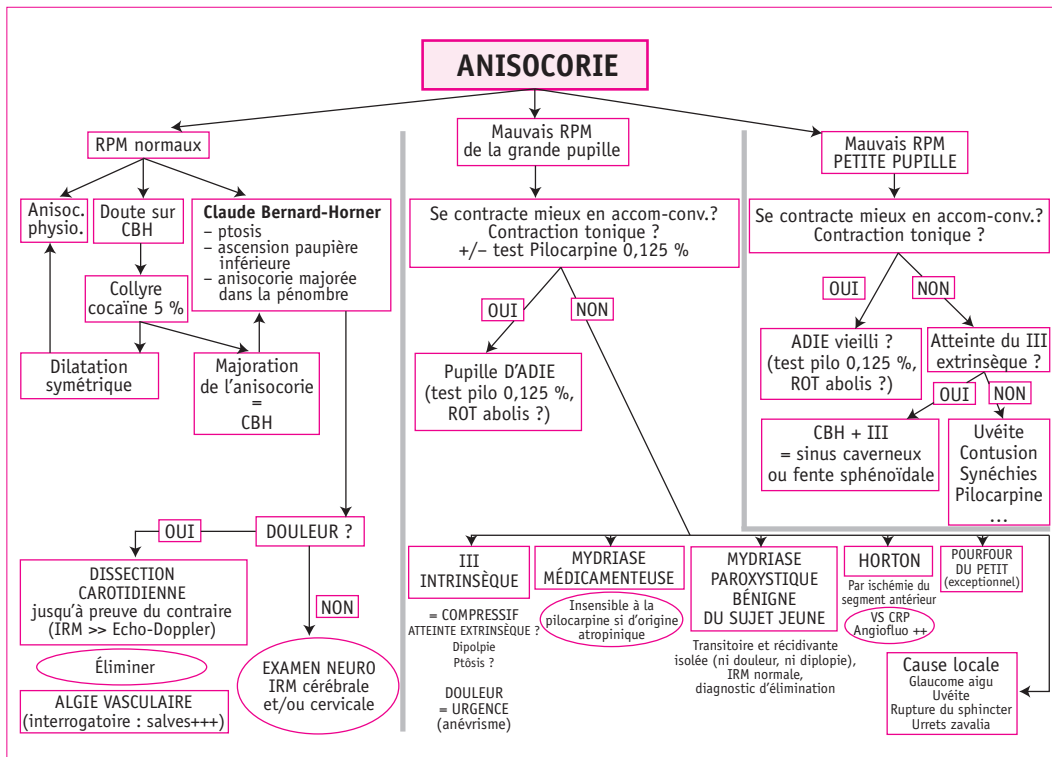 ANISOCORIE
RPM normaux
Anisoc.
physio.
Doute sur
CBH
Claude Bernard-Horner
– ptosis
– ascension paupière
inférieure
– anisocorie majorée
dans la pénombre
Collyre
cocaïne 5 %
Dilatation
symétrique
Majoration
de l'anisocorie
=
CBH
DOULEUR ?
OUI
DISSECTION
CAROTIDIENNE
jusqu'à preuve du contraire
(IRM >> Echo-Doppler)
Éliminer
ALGIE VASCULAIRE
(interrogatoire : salves+++)
NON
EXAMEN NEURO
IRM cérébrale
et/ou cervicale
Mauvais RPM
de la grande pupille
Se contracte mieux en accom-conv.?
Contraction tonique ?
+/– test Pilocarpine 0,125 %
OUI
NON
Pupille D'ADIE
(test pilo 0,125 %,
ROT abolis ?)
III
INTRINSÈQUE
= COMPRESSIF
ATTEINTE EXTRINSÈQUE ?
Dipolpie
Ptôsis ?
DOULEUR
= URGENCE
(anévrisme)
MYDRIASE
MÉDICAMENTEUSE
Insensible à la
pilocarpine si d'origine
atropinique
MYDRIASE
PAROXYSTIQUE
BÉNIGNE
DU SUJET JEUNE
Transitoire et récidivante
isolée (ni douleur, ni diplopie),
IRM normale,
diagnostic d'élimination
HORTON
Par ischémie du
segment antérieur
VS CRP
Angiofluo ++
POURFOUR
DU PETIT
(exceptionnel)
Cause locale
Glaucome aigu
Uvéite
Rupture du sphincter
Urrets zavalia
Mauvais RPM
PETITE PUPILLE
Se contracte mieux en accom-conv.?
Contraction tonique ?
OUI
NON
ADIE vieilli ?
(test pilo 0,125 %,
ROT abolis ?)
Atteinte du III
extrinsèque ?
OUI
NON
CBH + III
= sinus caverneux
ou fente sphénoïdale
Uvéite
Contusion
Synéchies
Pilocarpine
...